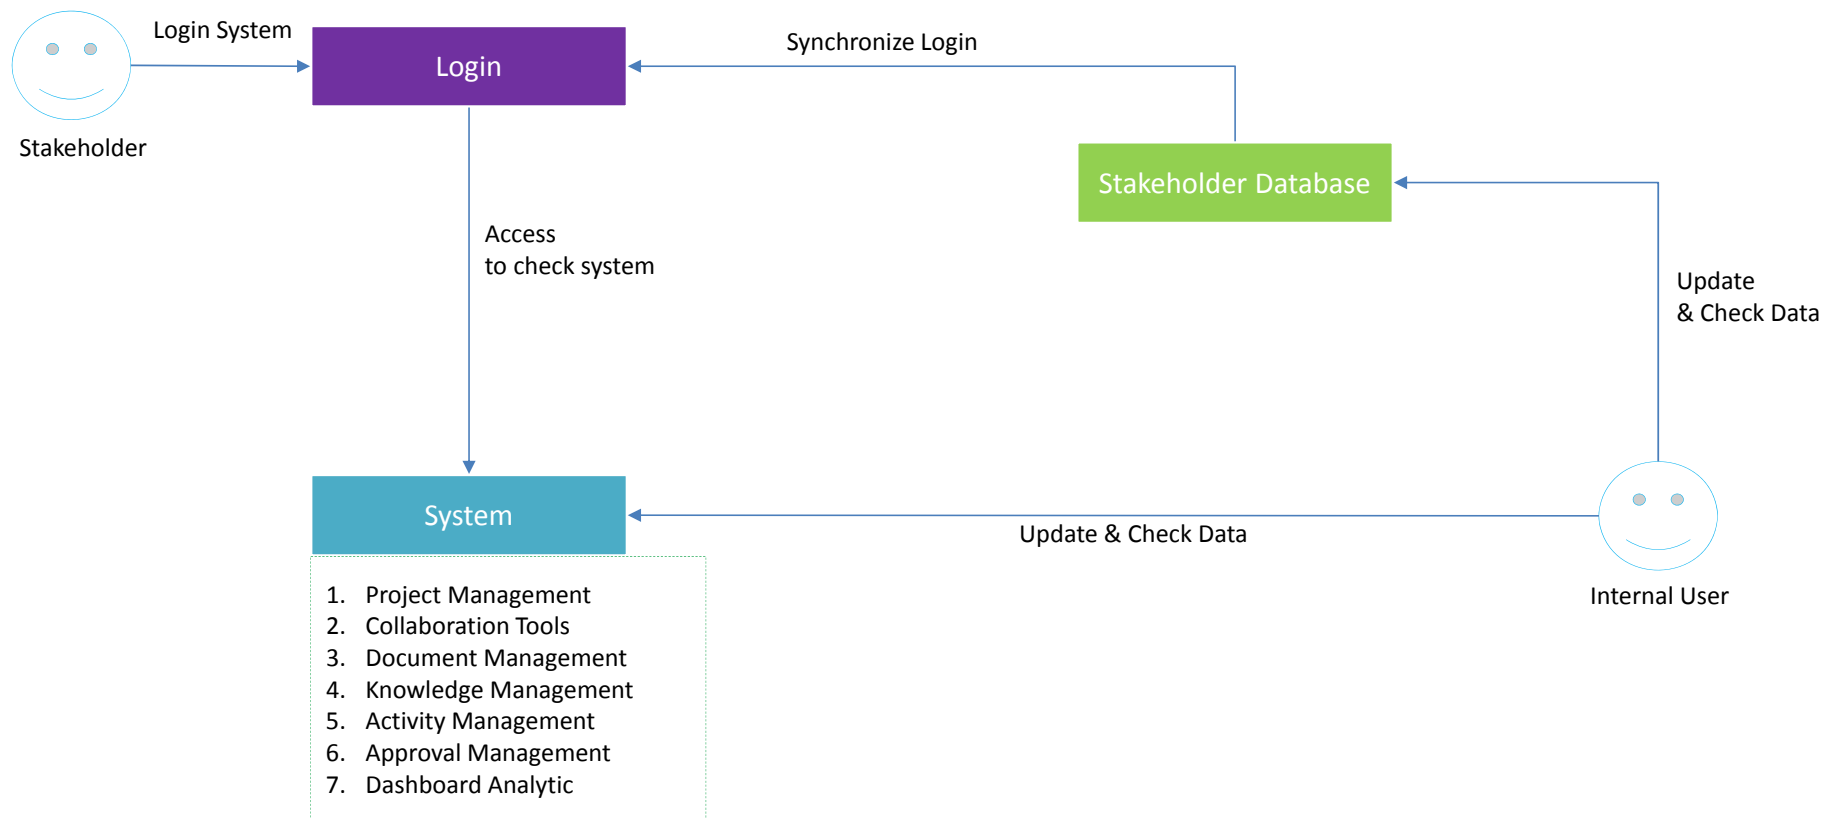 Login System
Login
Synchronize Login
Stakeholder
Stakeholder Database
Access
to check system
Update
& Check Data
System
Update & Check Data
Internal User
1. Project Management
2. Collaboration Tools
3. Document Management
4. Knowledge Management
5. Activity Management
6. Approval Management
7. Dashboard Analytic